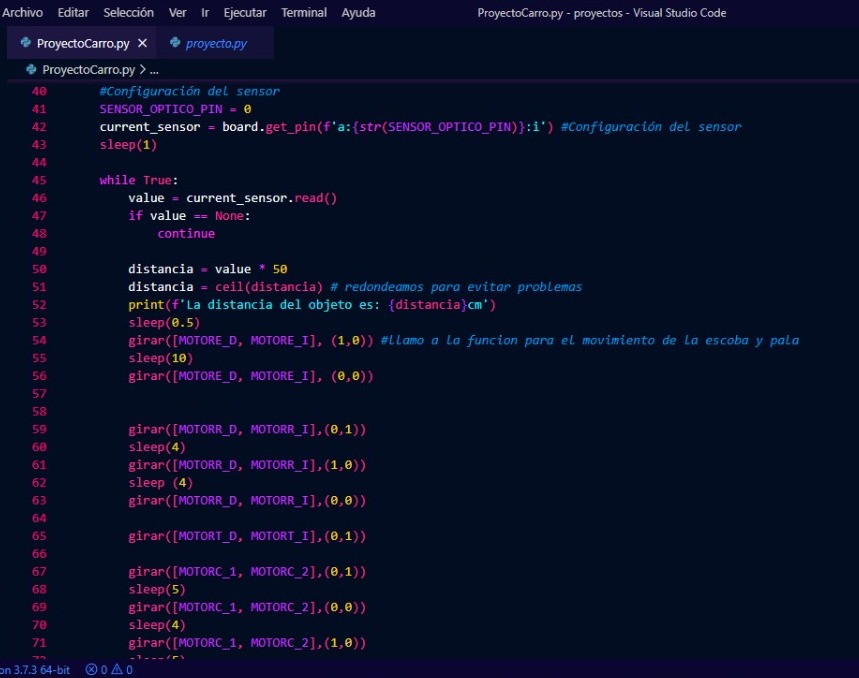 Archivo Editar Selección Ver Ir Ejecutar Terminal Ayuda ProyectoCarro.py - proyectos - Visual Studio Code
ProyectoCarro.py × proyecto.py
ProyectoCarro.py > ...
40 #Configuración del sensor
41 SENSOR_OPTICO_PIN = 0
42 current_sensor = board.get_pin(f'a:{str(SENSOR_OPTICO_PIN)}:i') #Configuración del sensor
43 sleep(1)
44
45 while True:
46 value = current_sensor.read()
47 if value == None:
48 continue
49
50 distancia = value * 50
51 distancia = ceil(distancia) # redondeamos para evitar problemas
52 print(f'La distancia del objeto es: {distancia}cm')
53 sleep(0.5)
54 girar([MOTORE_D, MOTORE_I], (1,0)) #llamo a la funcion para el movimiento de la escoba y pala
55 sleep(10)
56 girar([MOTORE_D, MOTORE_I], (0,0))
57
58
59 girar([MOTORR_D, MOTORR_I],(0,1))
60 sleep(4)
61 girar([MOTORR_D, MOTORR_I],(1,0))
62 sleep (4)
63 girar([MOTORR_D, MOTORR_I],(0,0))
64
65 girar([MOTORT_D, MOTORT_I],(0,1))
66
67 girar([MOTORC_1, MOTORC_2],(0,1))
68 sleep(5)
69 girar([MOTORC_1, MOTORC_2],(0,0))
70 sleep(4)
71 girar([MOTORC_1, MOTORC_2],(1,0))
on 3.7.3 64-bit 0 0